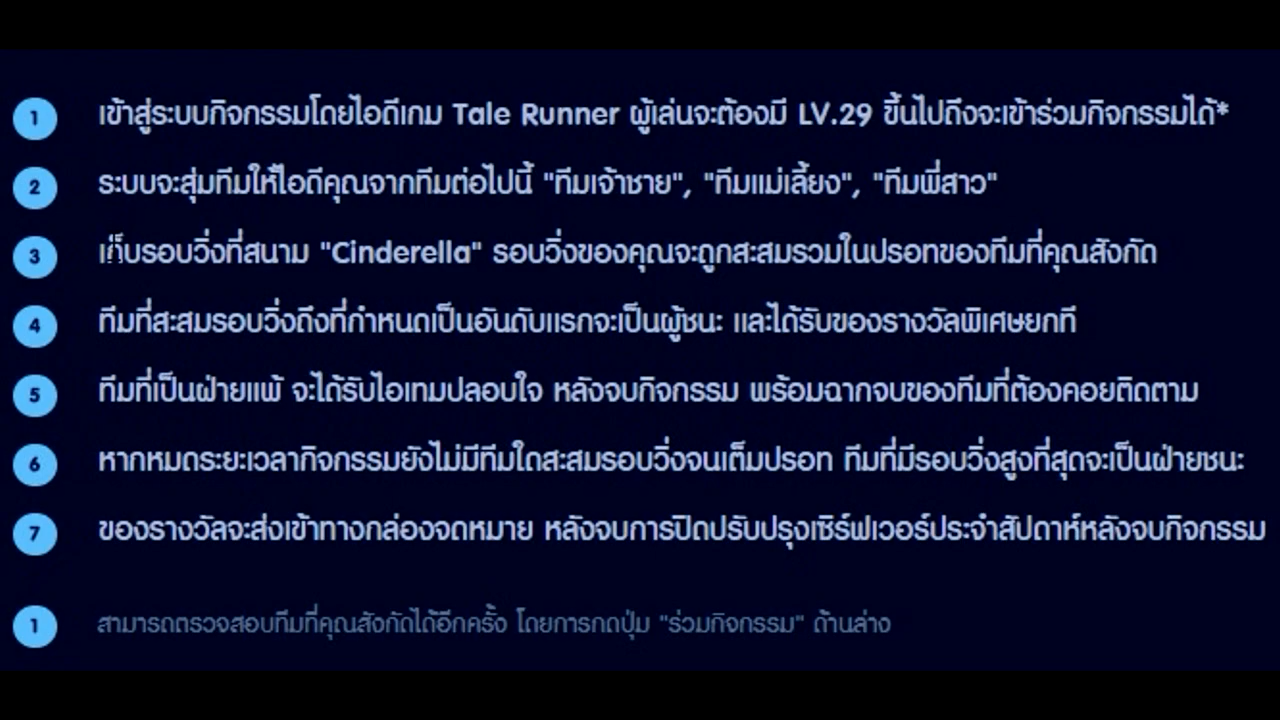 1 เข้าสู่ระบบกิจกรรมโดยไอดีเกม Tale Runner ผู้เล่นจะต้องมี LV.29 ขึ้นไปถึงจะเข้าร่วมกิจกรรมได้*
2 ระบบจะสุ่มทีมให้ไอดีคุณจากทีมต่อไปนี้ "ทีมเจ้าชาย", "ทีมแม่เลี้ยง", "ทีมพี่สาว"
3 เก็บรอบวิ่งที่สนาม "Cinderella" รอบวิ่งของคุณจะถูกสะสมรวมในปรอทของทีมที่คุณสังกัด
4 ทีมที่สะสมรอบวิ่งถึงที่กำหนดเป็นอันดับแรกจะเป็นผู้ชนะ และได้รับของรางวัลพิเศษยกที
5 ทีมที่เป็นฝ่ายแพ้ จะได้รับไอเทมปลอบใจ หลังจบกิจกรรม พร้อมฉากจบของทีมที่ต้องคอยติดตาม
6 หากหมดระยะเวลากิจกรรมยังไม่มีทีมใดสะสมรอบวิ่งจนเต็มปรอท ทีมที่มีรอบวิ่งสูงที่สุดจะเป็นฝ่ายชนะ
7 ของรางวัลจะส่งเข้าทางกล่องจดหมาย หลังจบการปิดปรับปรุงเซิร์ฟเวอร์ประจำสัปดาห์หลังจบกิจกรรม
1 สามารถตรวจสอบทีมที่คุณสังกัดได้อีกครั้ง โดยการกดปุ่ม "ร่วมกิจกรรม" ด้านล่าง